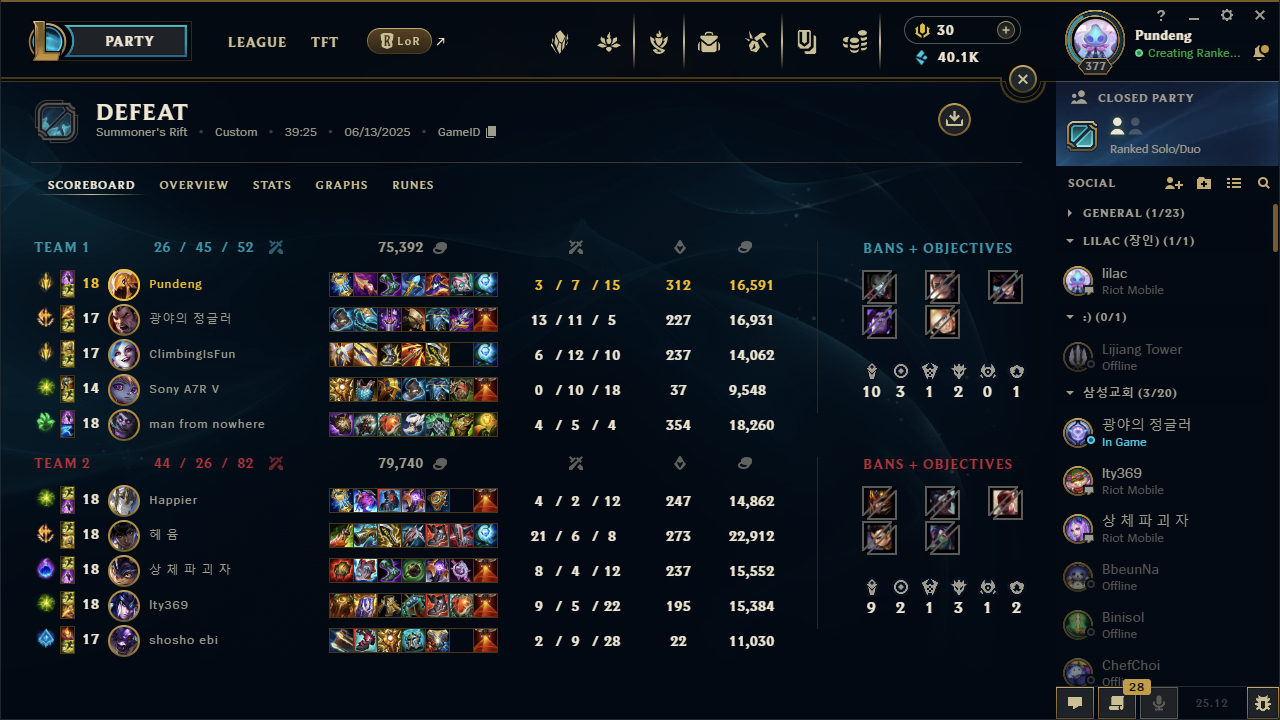 PARTY
LEAGUE
TFT
LoR
30
40.1K
?
Pundeng
Creating Ranke...
377
DEFEAT
Summoner's Rift • Custom • 39:25 • 06/13/2025 • GameID
SCOREBOARD OVERVIEW STATS GRAPHS RUNES
TEAM 1 26 / 45 / 52 75,392
18 Pundeng 3 / 7 / 15 312 16,591
17 광야의 정글러 13 / 11 / 5 227 16,931
17 ClimbingIsFun 6 / 12 / 10 237 14,062
14 Sony A7R V 0 / 10 / 18 37 9,548
18 man from nowhere 4 / 5 / 4 354 18,260
BANS + OBJECTIVES
10 3 1 2 0 1
TEAM 2 44 / 26 / 82 79,740
18 Happier 4 / 2 / 12 247 14,862
18 헤 윰 21 / 6 / 8 273 22,912
18 상 체 파 괴 자 8 / 4 / 12 237 15,552
18 lty369 9 / 5 / 22 195 15,384
17 shosho ebi 2 / 9 / 28 22 11,030
BANS + OBJECTIVES
9 2 1 3 1 2
CLOSED PARTY
Ranked Solo/Duo
SOCIAL
GENERAL (1/23)
LILAC (장인) (1/1)
lilac
Riot Mobile
:) (0/1)
Lijiang Tower
Offline
삼성교회 (3/20)
광야의 정글러
In Game
lty369
Riot Mobile
상 체 파 괴 자
Riot Mobile
BbeunNa
Offline
Binisol
Offline
ChefChoi
Offline
28
25.12